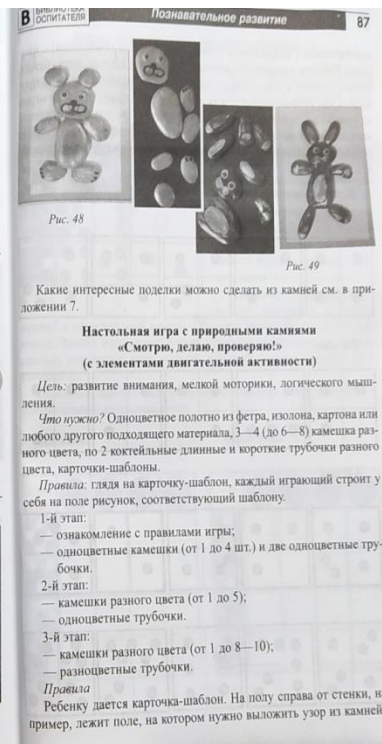 В БИБЛИОТЕКА
ВОСПИТАТЕЛЯ
Познавательное развитие
87
Рис. 48
Рис. 49
Какие интересные поделки можно сделать из камней см. в при-
ложении 7.
Настольная игра с природными камнями
«Смотрю, делаю, проверяю!»
(с элементами двигательной активности)
Цель: развитие внимания, мелкой моторики, логического мыш-
ления.
Что нужно? Одноцветное полотно из фетра, изолона, картона или
любого другого подходящего материала, 3—4 (до 6—8) камешка раз-
ного цвета, по 2 коктейльные длинные и короткие трубочки разного
цвета, карточки-шаблоны.
Правила: глядя на карточку-шаблон, каждый играющий строит у
себя на поле рисунок, соответствующий шаблону.
1-й этап:
— ознакомление с правилами игры;
— одноцветные камешки (от 1 до 4 шт.) и две одноцветные тру-
бочки.
2-й этап:
— камешки разного цвета (от 1 до 5);
— одноцветные трубочки.
3-й этап:
— камешки разного цвета (от 1 до 8—10);
— разноцветные трубочки.
Правила
Ребенку дается карточка-шаблон. На полу справа от стенки, н
пример, лежит поле, на котором нужно выложить узор из камней